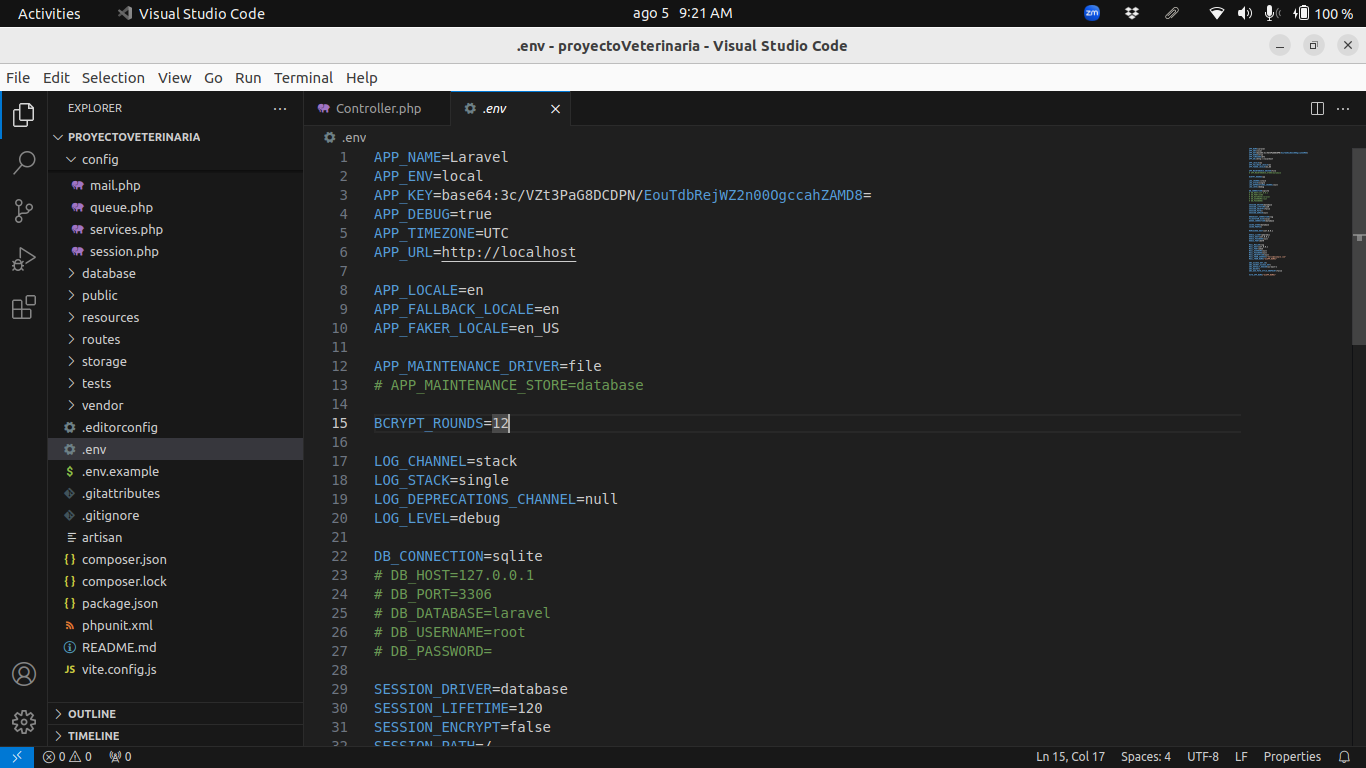 Activities
Visual Studio Code
ago 5 9:21 AM
zm
100 %
.env - proyectoVeterinaria - Visual Studio Code
File Edit Selection View Go Run Terminal Help
EXPLORER
PROYECTOVETERINARIA
config
mail.php
queue.php
services.php
session.php
database
public
resources
routes
storage
tests
vendor
.editorconfig
.env
.env.example
.gitattributes
.gitignore
artisan
composer.json
composer.lock
package.json
phpunit.xml
README.md
vite.config.js
OUTLINE
TIMELINE
Controller.php
.env
.env
1 APP_NAME=Laravel
2 APP_ENV=local
3 APP_KEY=base64:3c/VZt3PaG8DCDPN/EouTdbRejWZ2n00OgccahZAMD8=
4 APP_DEBUG=true
5 APP_TIMEZONE=UTC
6 APP_URL=http://localhost
7
8 APP_LOCALE=en
9 APP_FALLBACK_LOCALE=en
10 APP_FAKER_LOCALE=en_US
11
12 APP_MAINTENANCE_DRIVER=file
13 # APP_MAINTENANCE_STORE=database
14
15 BCRYPT_ROUNDS=12
16
17 LOG_CHANNEL=stack
18 LOG_STACK=single
19 LOG_DEPRECATIONS_CHANNEL=null
20 LOG_LEVEL=debug
21
22 DB_CONNECTION=sqlite
23 # DB_HOST=127.0.0.1
24 # DB_PORT=3306
25 # DB_DATABASE=laravel
26 # DB_USERNAME=root
27 # DB_PASSWORD=
28
29 SESSION_DRIVER=database
30 SESSION_LIFETIME=120
31 SESSION_ENCRYPT=false
32 SESSION_PATH=/
0 0 0
Ln 15, Col 17 Spaces: 4 UTF-8 LF Properties